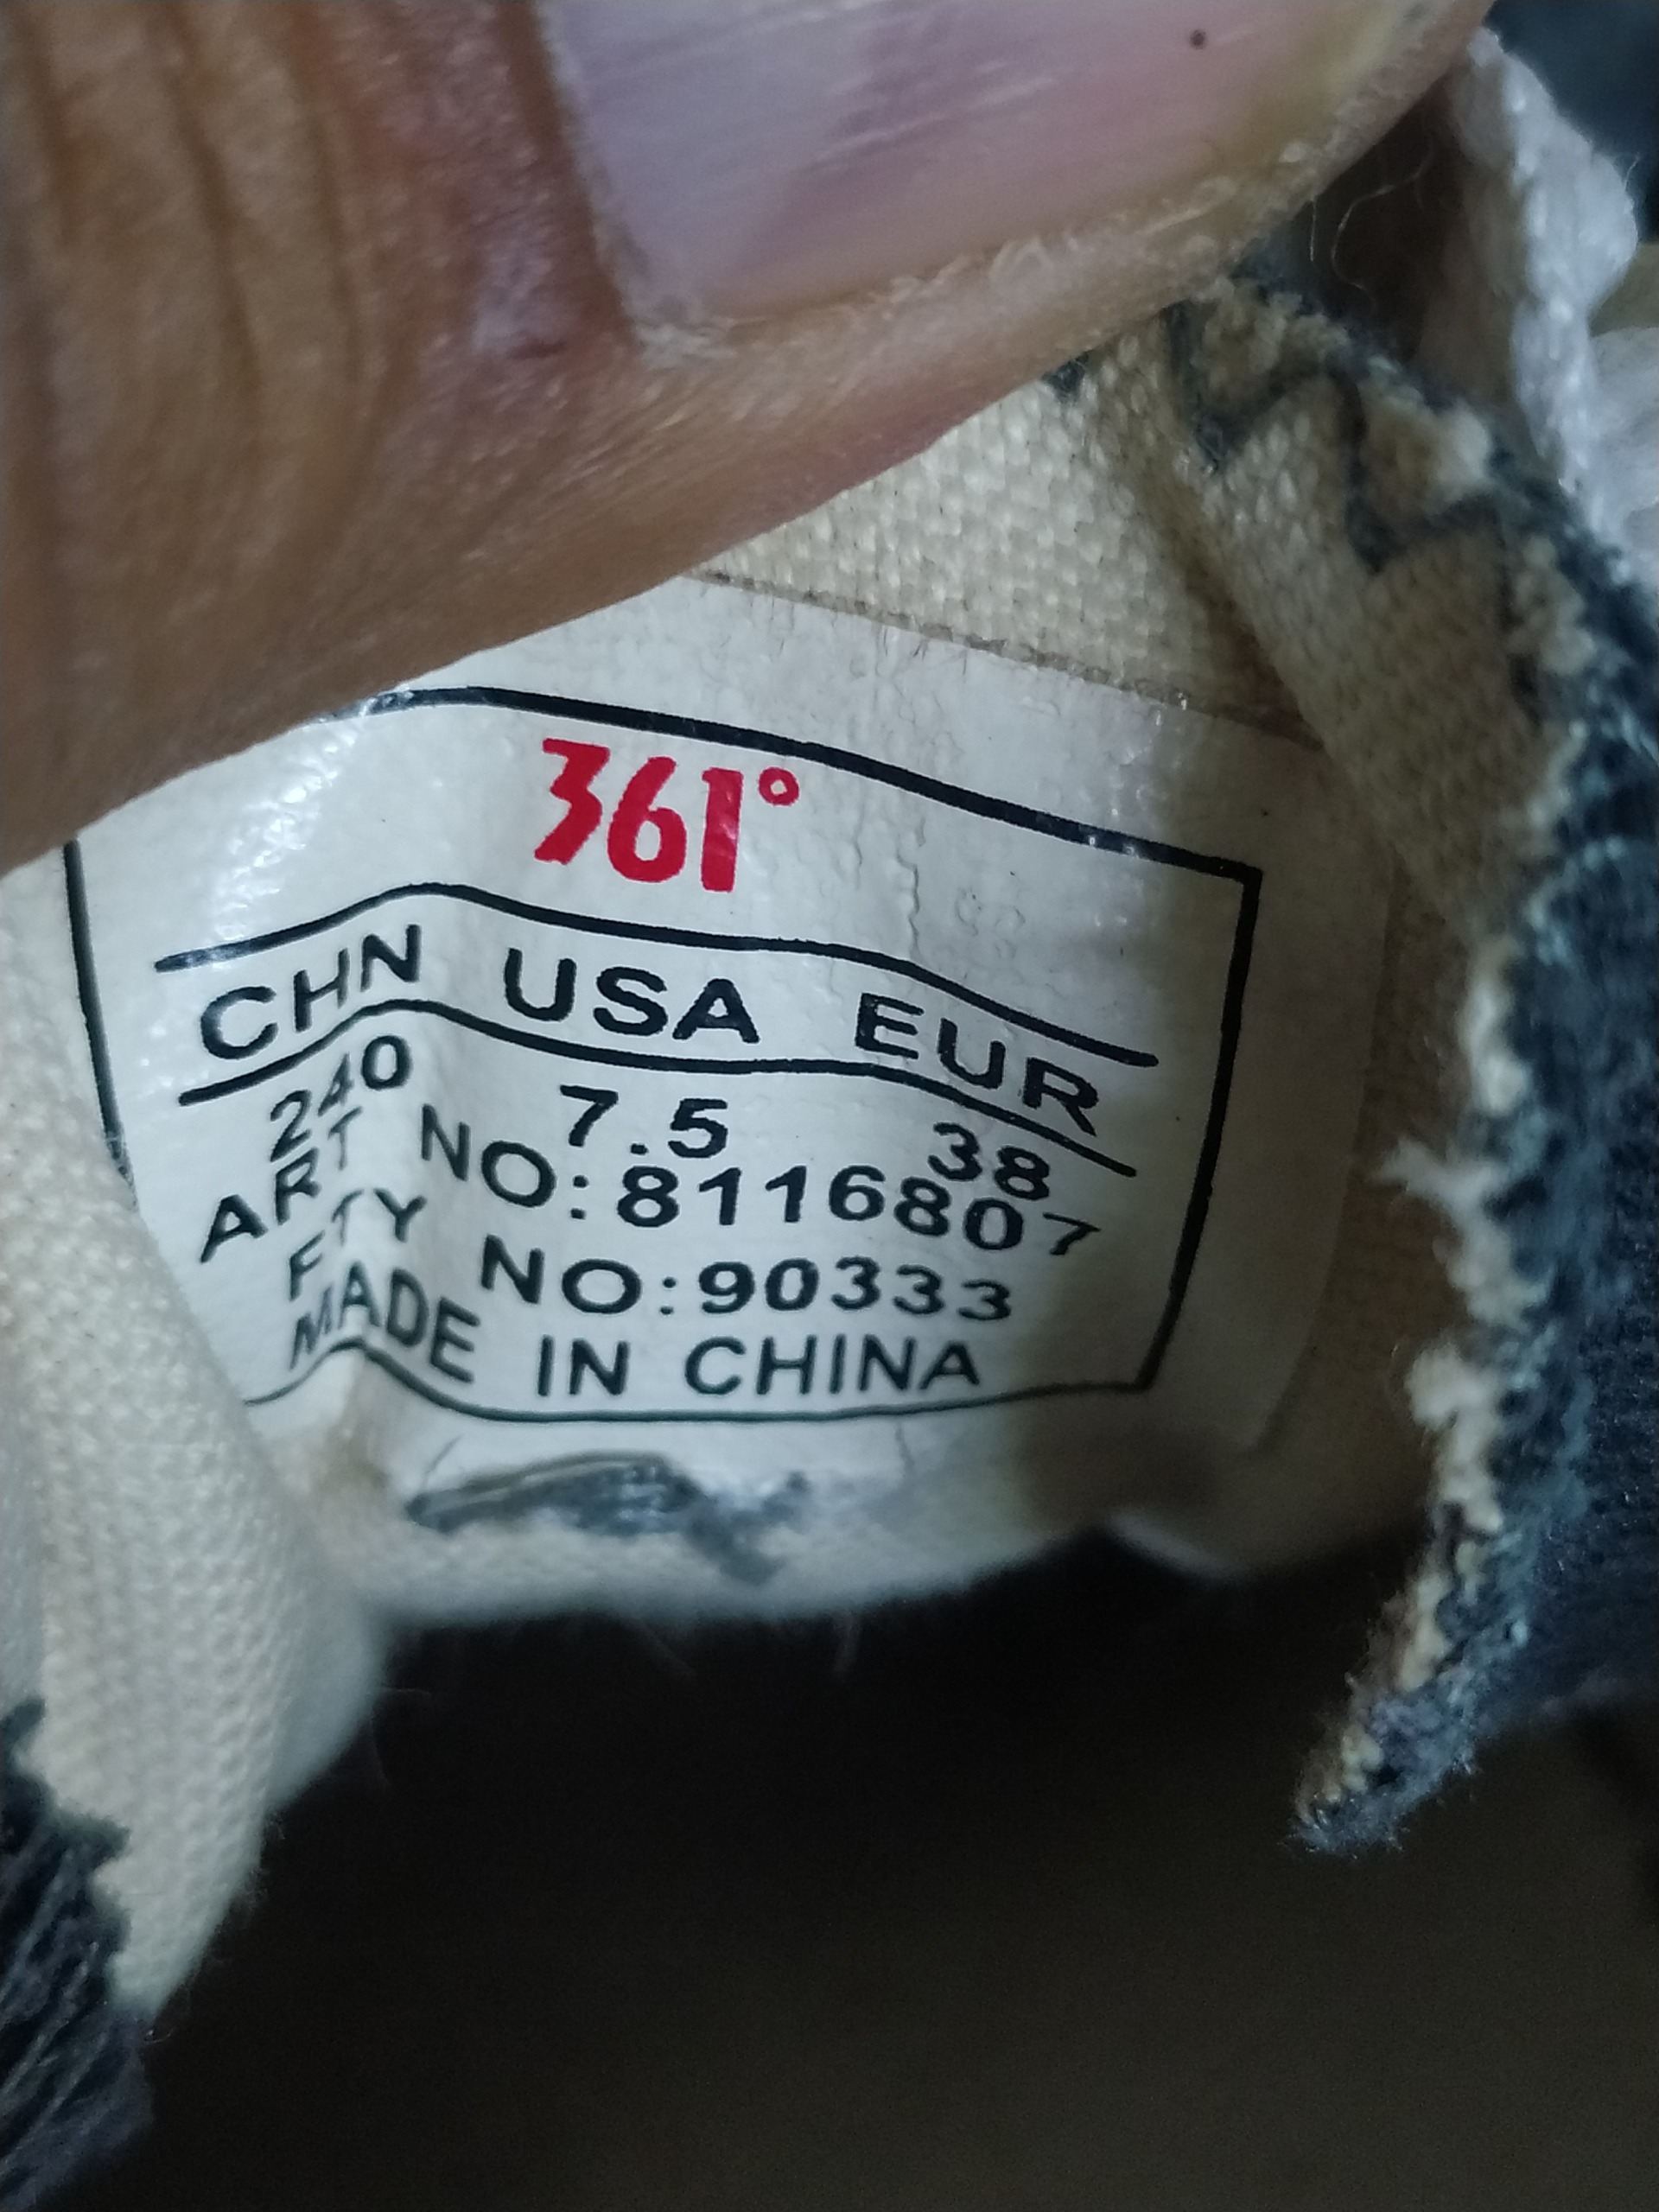 361°
CHN USA EUR
240 7.5 38
ART NO:8116807
FTY NO:90333
MADE IN CHINA